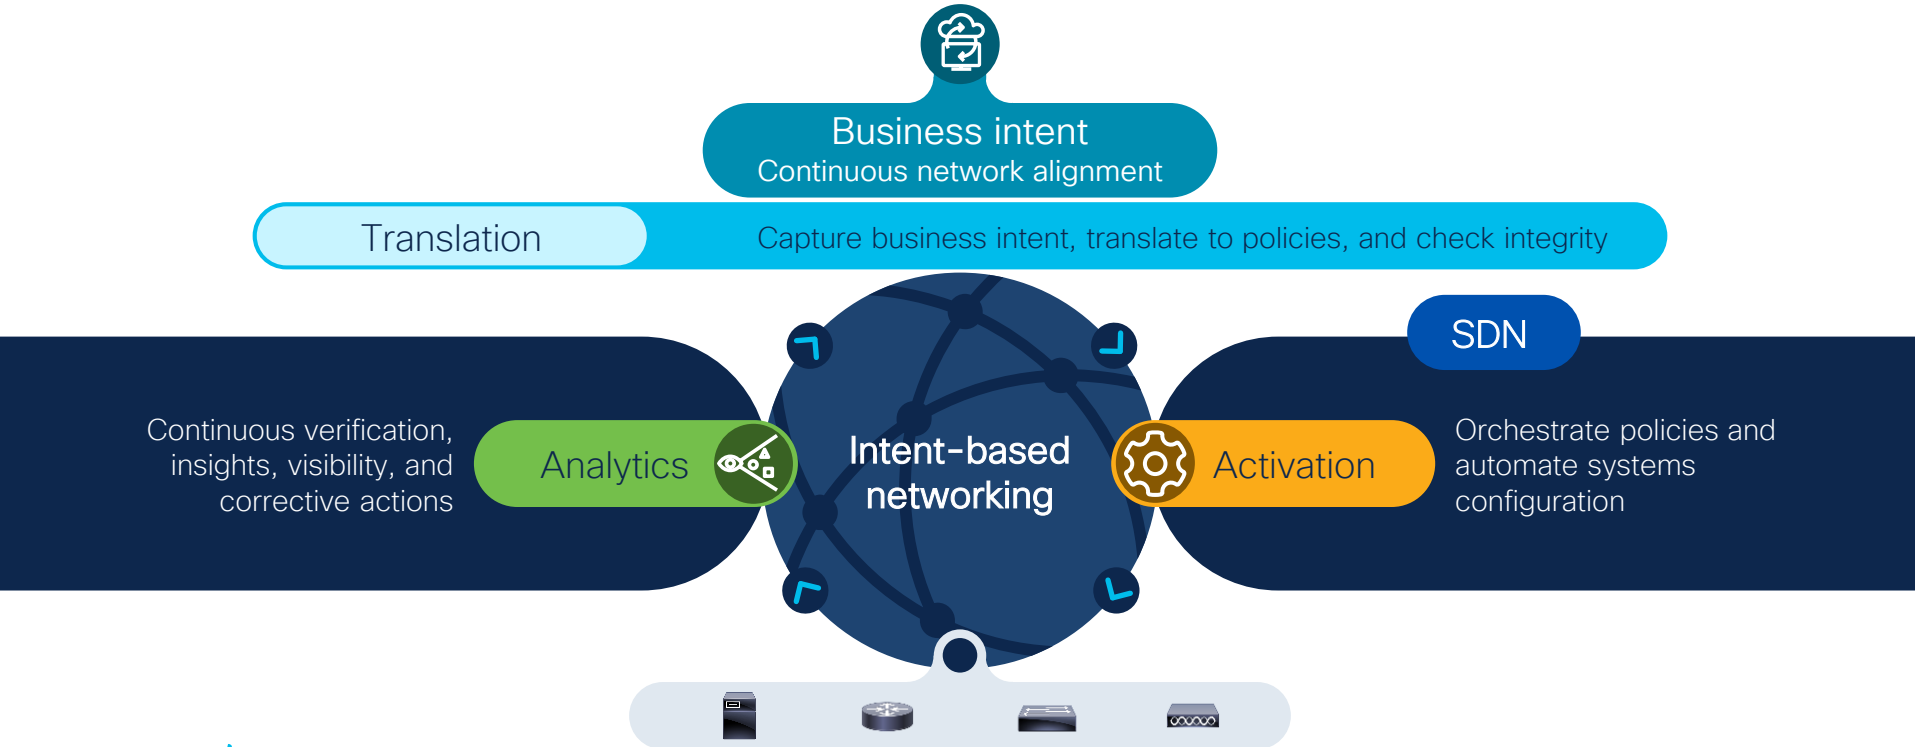 Business intent
Continuous network alignment
Translation
Capture business intent, translate to policies, and check integrity
SDN
Continuous verification,
insights, visibility, and
corrective actions
Analytics
Intent-based
networking
Activation
Orchestrate policies and
automate systems
configuration